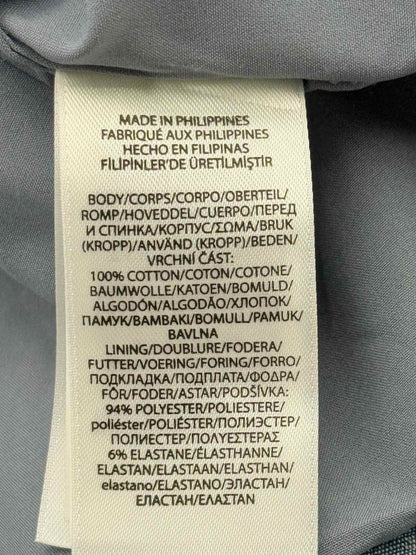 MADE IN PHILIPPINES
FABRIQUÉ AUX PHILIPPINES
HECHO EN FILIPINAS
FİLİPİNLER'DE ÜRETİLMİŞTİR
BODY/CORPS/CORPO/OBERTEIL/
ROMP/HOVEDDEL/CUERPO/ПЕРЕД
И СПИНКА/КОРПУС/ΣΩΜΑ/BRUK
(KROPP)/ANVÄND (KROPP)/BEDEN/
VRCHNÍ ČÁST:
100% COTTON/COTON/COTONE/
BAUMWOLLE/KATOEN/BOMULD/
ALGODÓN/ALGODÃO/ХЛОПОК/
ПАМУК/BAMBAKI/BOMULL/PAMUK/
BAVLNA
LINING/DOUBLURE/FODERA/
FUTTER/VOERING/FORING/FORRO/
ПОДКЛАДКА/ПОДПЛАТА/ΦΟΔΡΑ/
FÔR/FODER/ASTAR/PODŠÍVKA:
94% POLYESTER/POLIESTERE/
poliéster/POLIÉSTER/ПОЛИЭСТЕР/
ПОЛИЕСТЕР/ΠΟΛΥΕΣΤΕΡΑΣ
6% ELASTANE/ÉLASTHANNE/
ELASTAN/ELASTAAN/ELASTHAN/
elastano/ELASTANO/ЭЛАСТАН/
ЕЛАСТАН/ΕΛΑΣΤΑΝ